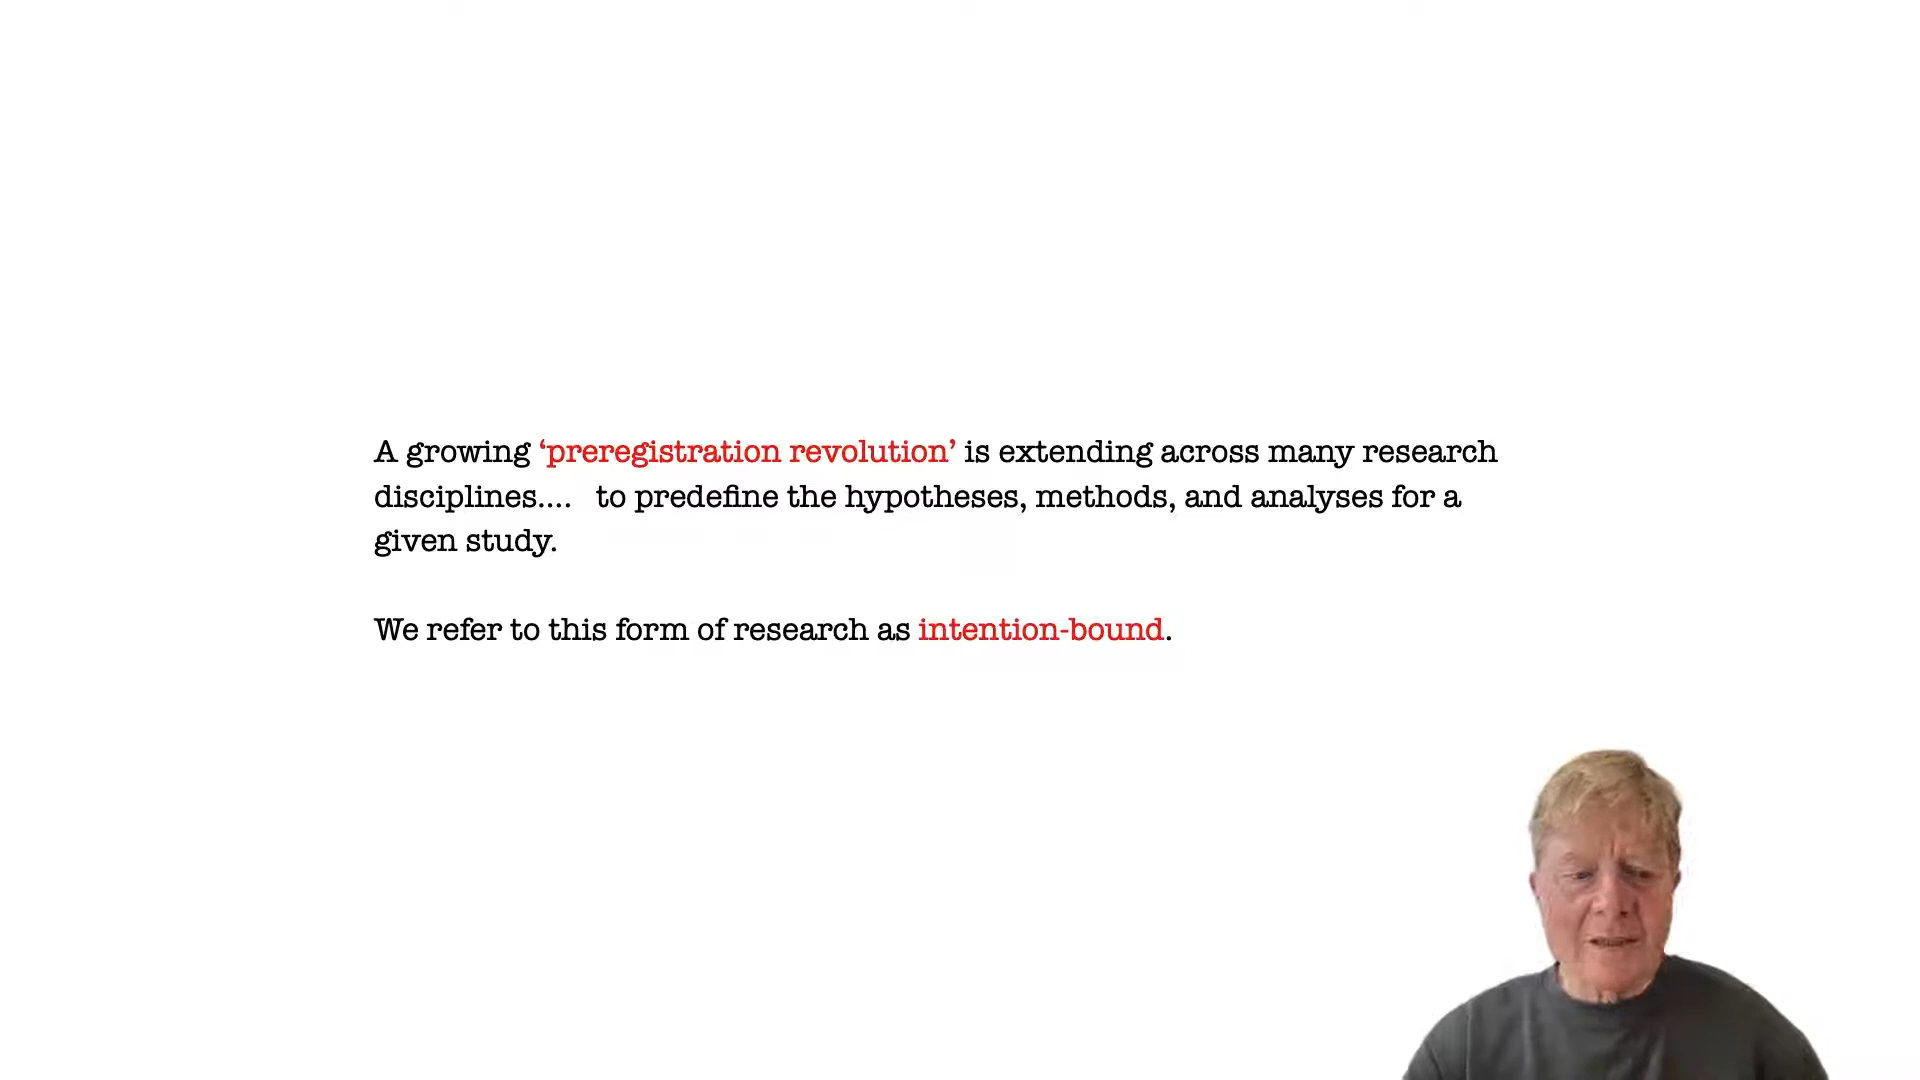 A growing ‘preregistration revolution’ is extending across many research
disciplines.... to predefine the hypotheses, methods, and analyses for a
given study.
We refer to this form of research as intention-bound.